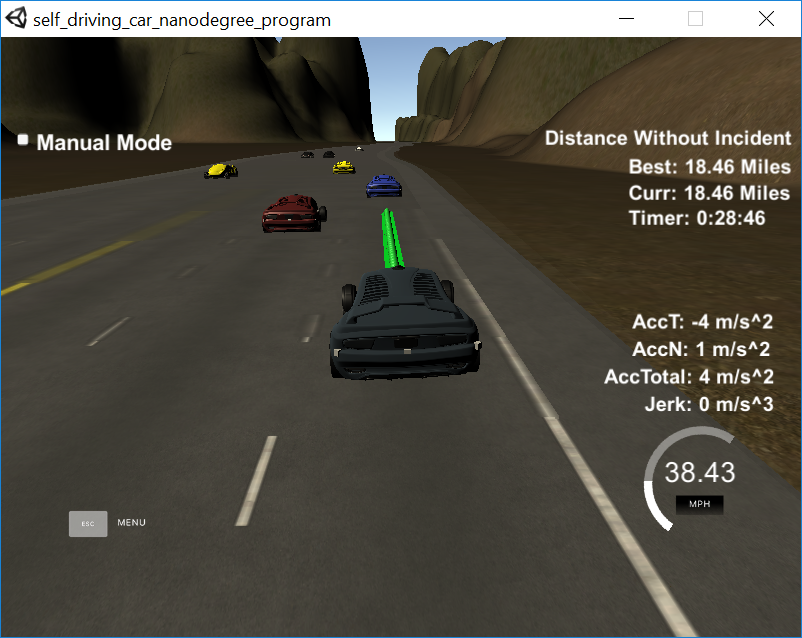 self_driving_car_nanodegree_program
Manual Mode
Distance Without Incident
Best: 18.46 Miles
Curr: 18.46 Miles
Timer: 0:28:46
AccT: -4 m/s^2
AccN: 1 m/s^2
AccTotal: 4 m/s^2
Jerk: 0 m/s^3
38.43
MPH
ESC MENU